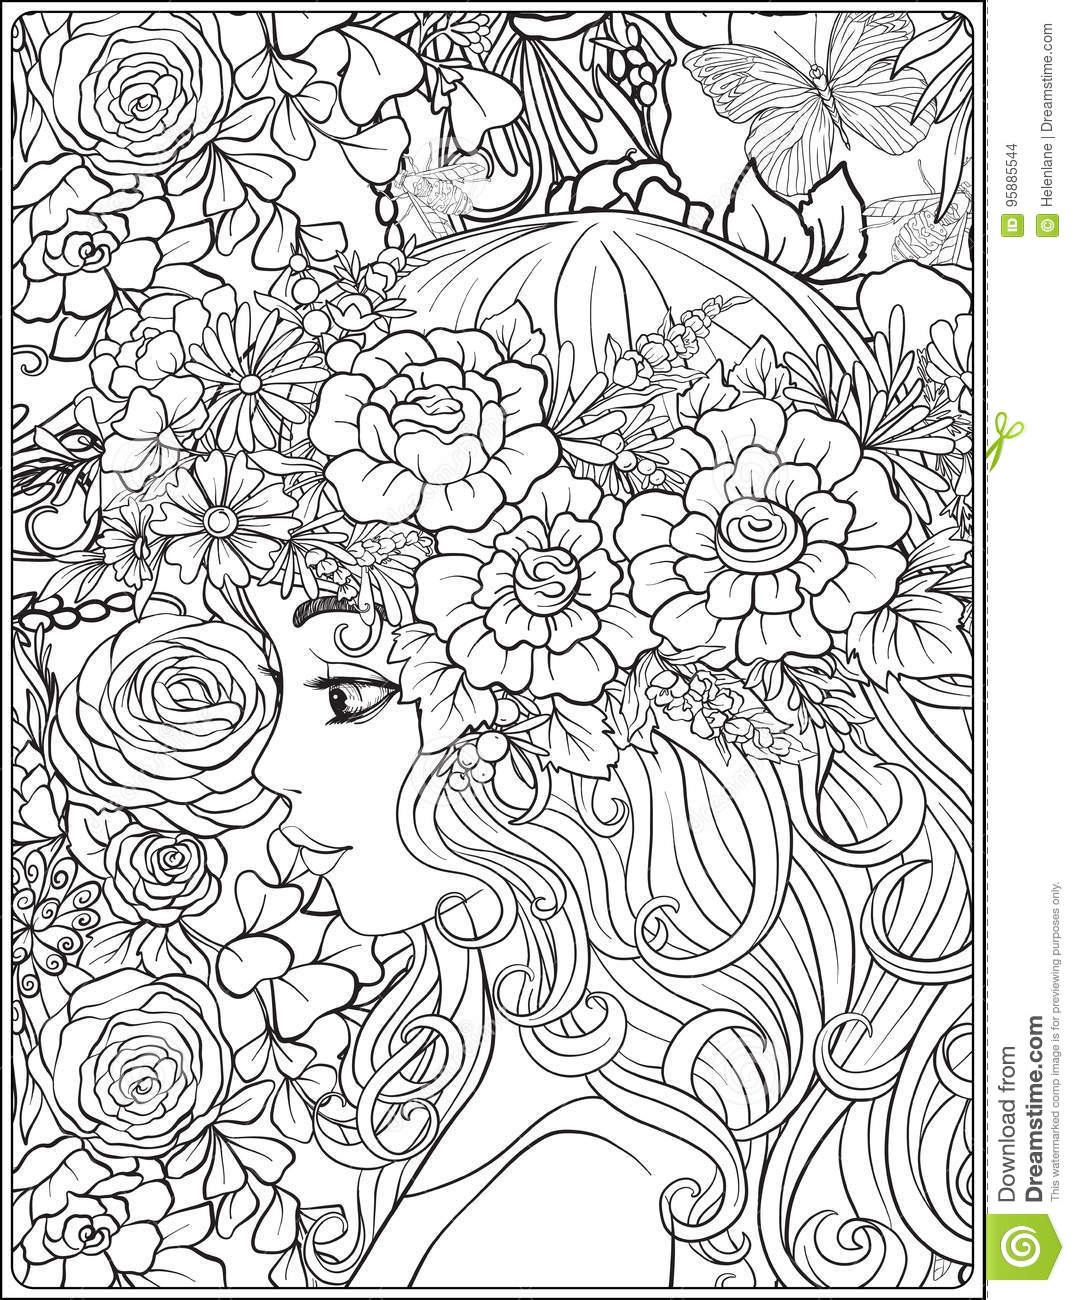 Download from
Dreamstime.com
This watermarked comp image is for previewing purposes only.
ID 95885544
© Helenlane | Dreamstime.com